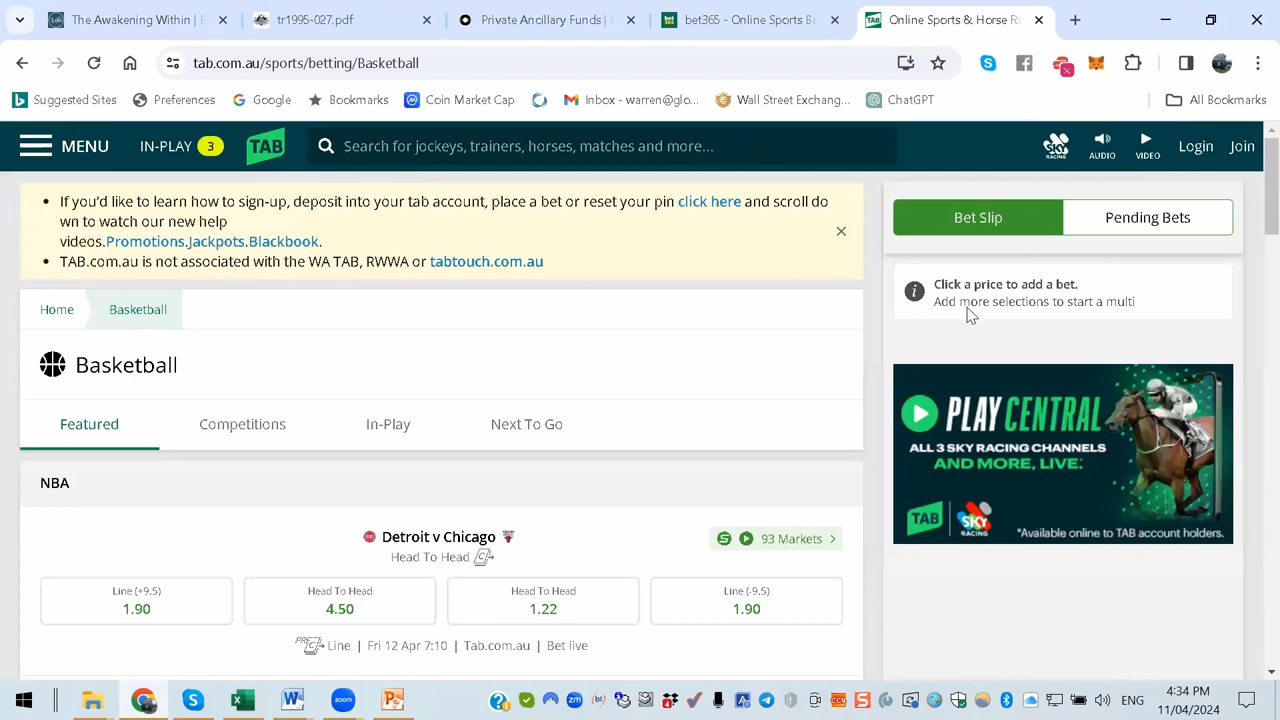 The Awakening Within | E
tr1995-027.pdf
Private Ancillary Funds |
bet365 - Online Sports Be
Online Sports & Horse R
tab.com.au/sports/betting/Basketball
Suggested Sites
Preferences
Google
Bookmarks
Coin Market Cap
Inbox - warren@glo...
Wall Street Exchang...
ChatGPT
All Bookmarks
MENU
IN-PLAY 3
TAB
Search for jockeys, trainers, horses, matches and more...
SKY RACING
AUDIO
VIDEO
Login
Join
If you'd like to learn how to sign-up, deposit into your tab account, place a bet or reset your pin click here and scroll do
wn to watch our new help
videos.Promotions.Jackpots.Blackbook.
TAB.com.au is not associated with the WA TAB, RWWA or tabtouch.com.au
Bet Slip
Pending Bets
Click a price to add a bet.
Add more selections to start a multi
Home
Basketball
Basketball
Featured
Competitions
In-Play
Next To Go
PLAY CENTRAL
ALL 3 SKY RACING CHANNELS
AND MORE, LIVE.
TAB
SKY
RACING
*Available online to TAB account holders.
NBA
Detroit v Chicago
93 Markets
Head To Head
Line (+9.5)
1.90
Head To Head
4.50
Head To Head
1.22
Line (-9.5)
1.90
Line | Fri 12 Apr 7:10 | Tab.com.au | Bet live
ENG
4:34 PM
11/04/2024